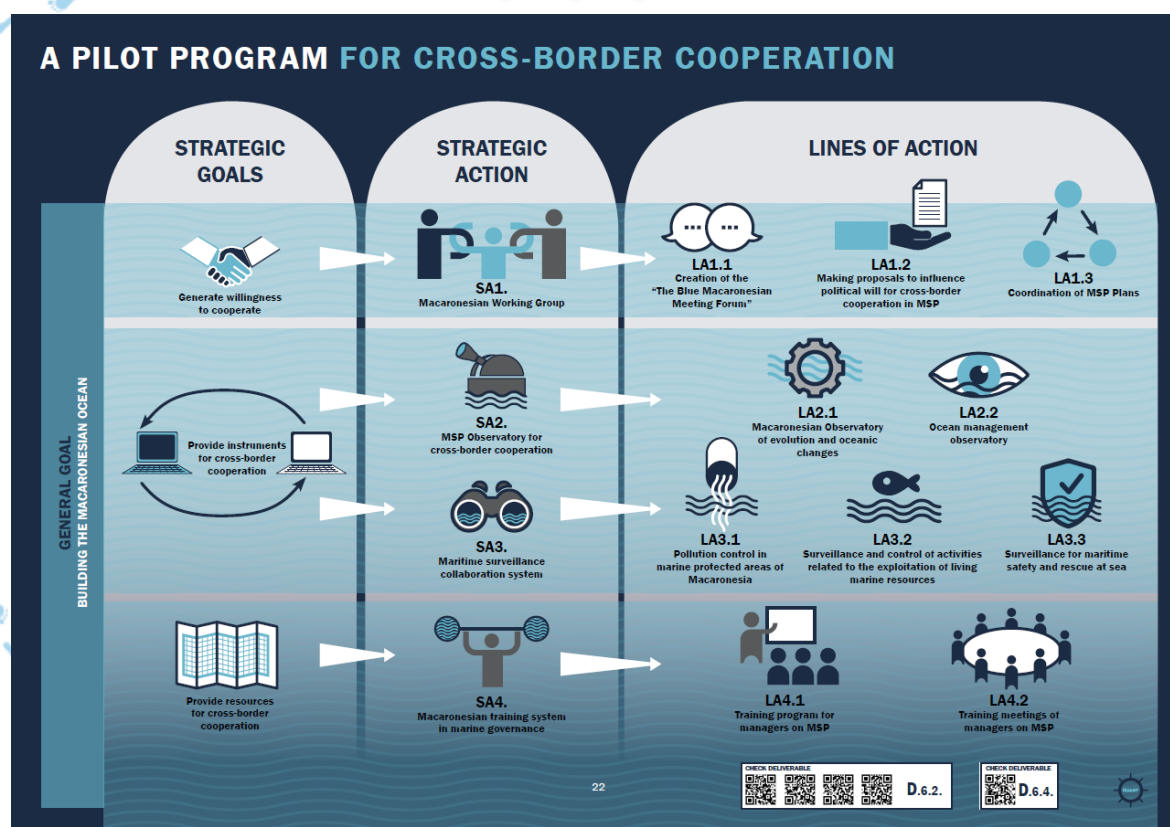 A PILOT PROGRAM FOR CROSS-BORDER COOPERATION
STRATEGIC
GOALS
STRATEGIC
ACTION
LINES OF ACTION
GENERAL GOAL
BUILDING THE MACARONESIAN OCEAN
Generate willingness
to cooperate
SA1.
Macaronesian Working Group
LA1.1
Creation of the
“The Blue Macaronesian
Meeting Forum”
LA1.2
Making proposals to influence
political will for cross-border
cooperation in MSP
LA1.3
Coordination of MSP Plans
Provide instruments
for cross-border
cooperation
SA2.
MSP Observatory for
cross-border cooperation
LA2.1
Macaronesian Observatory
of evolution and oceanic
changes
LA2.2
Ocean management
observatory
SA3.
Maritime surveillance
collaboration system
LA3.1
Pollution control in
marine protected areas of
Macaronesia
LA3.2
Surveillance and control of activities
related to the exploitation of living
marine resources
LA3.3
Surveillance for maritime
safety and rescue at sea
Provide resources
for cross-border
cooperation
SA4.
Macaronesian training system
in marine governance
LA4.1
Training program for
managers on MSP
LA4.2
Training meetings of
managers on MSP
22
CHECK DELIVERABLE
D.6.2.
CHECK DELIVERABLE
D.6.4.